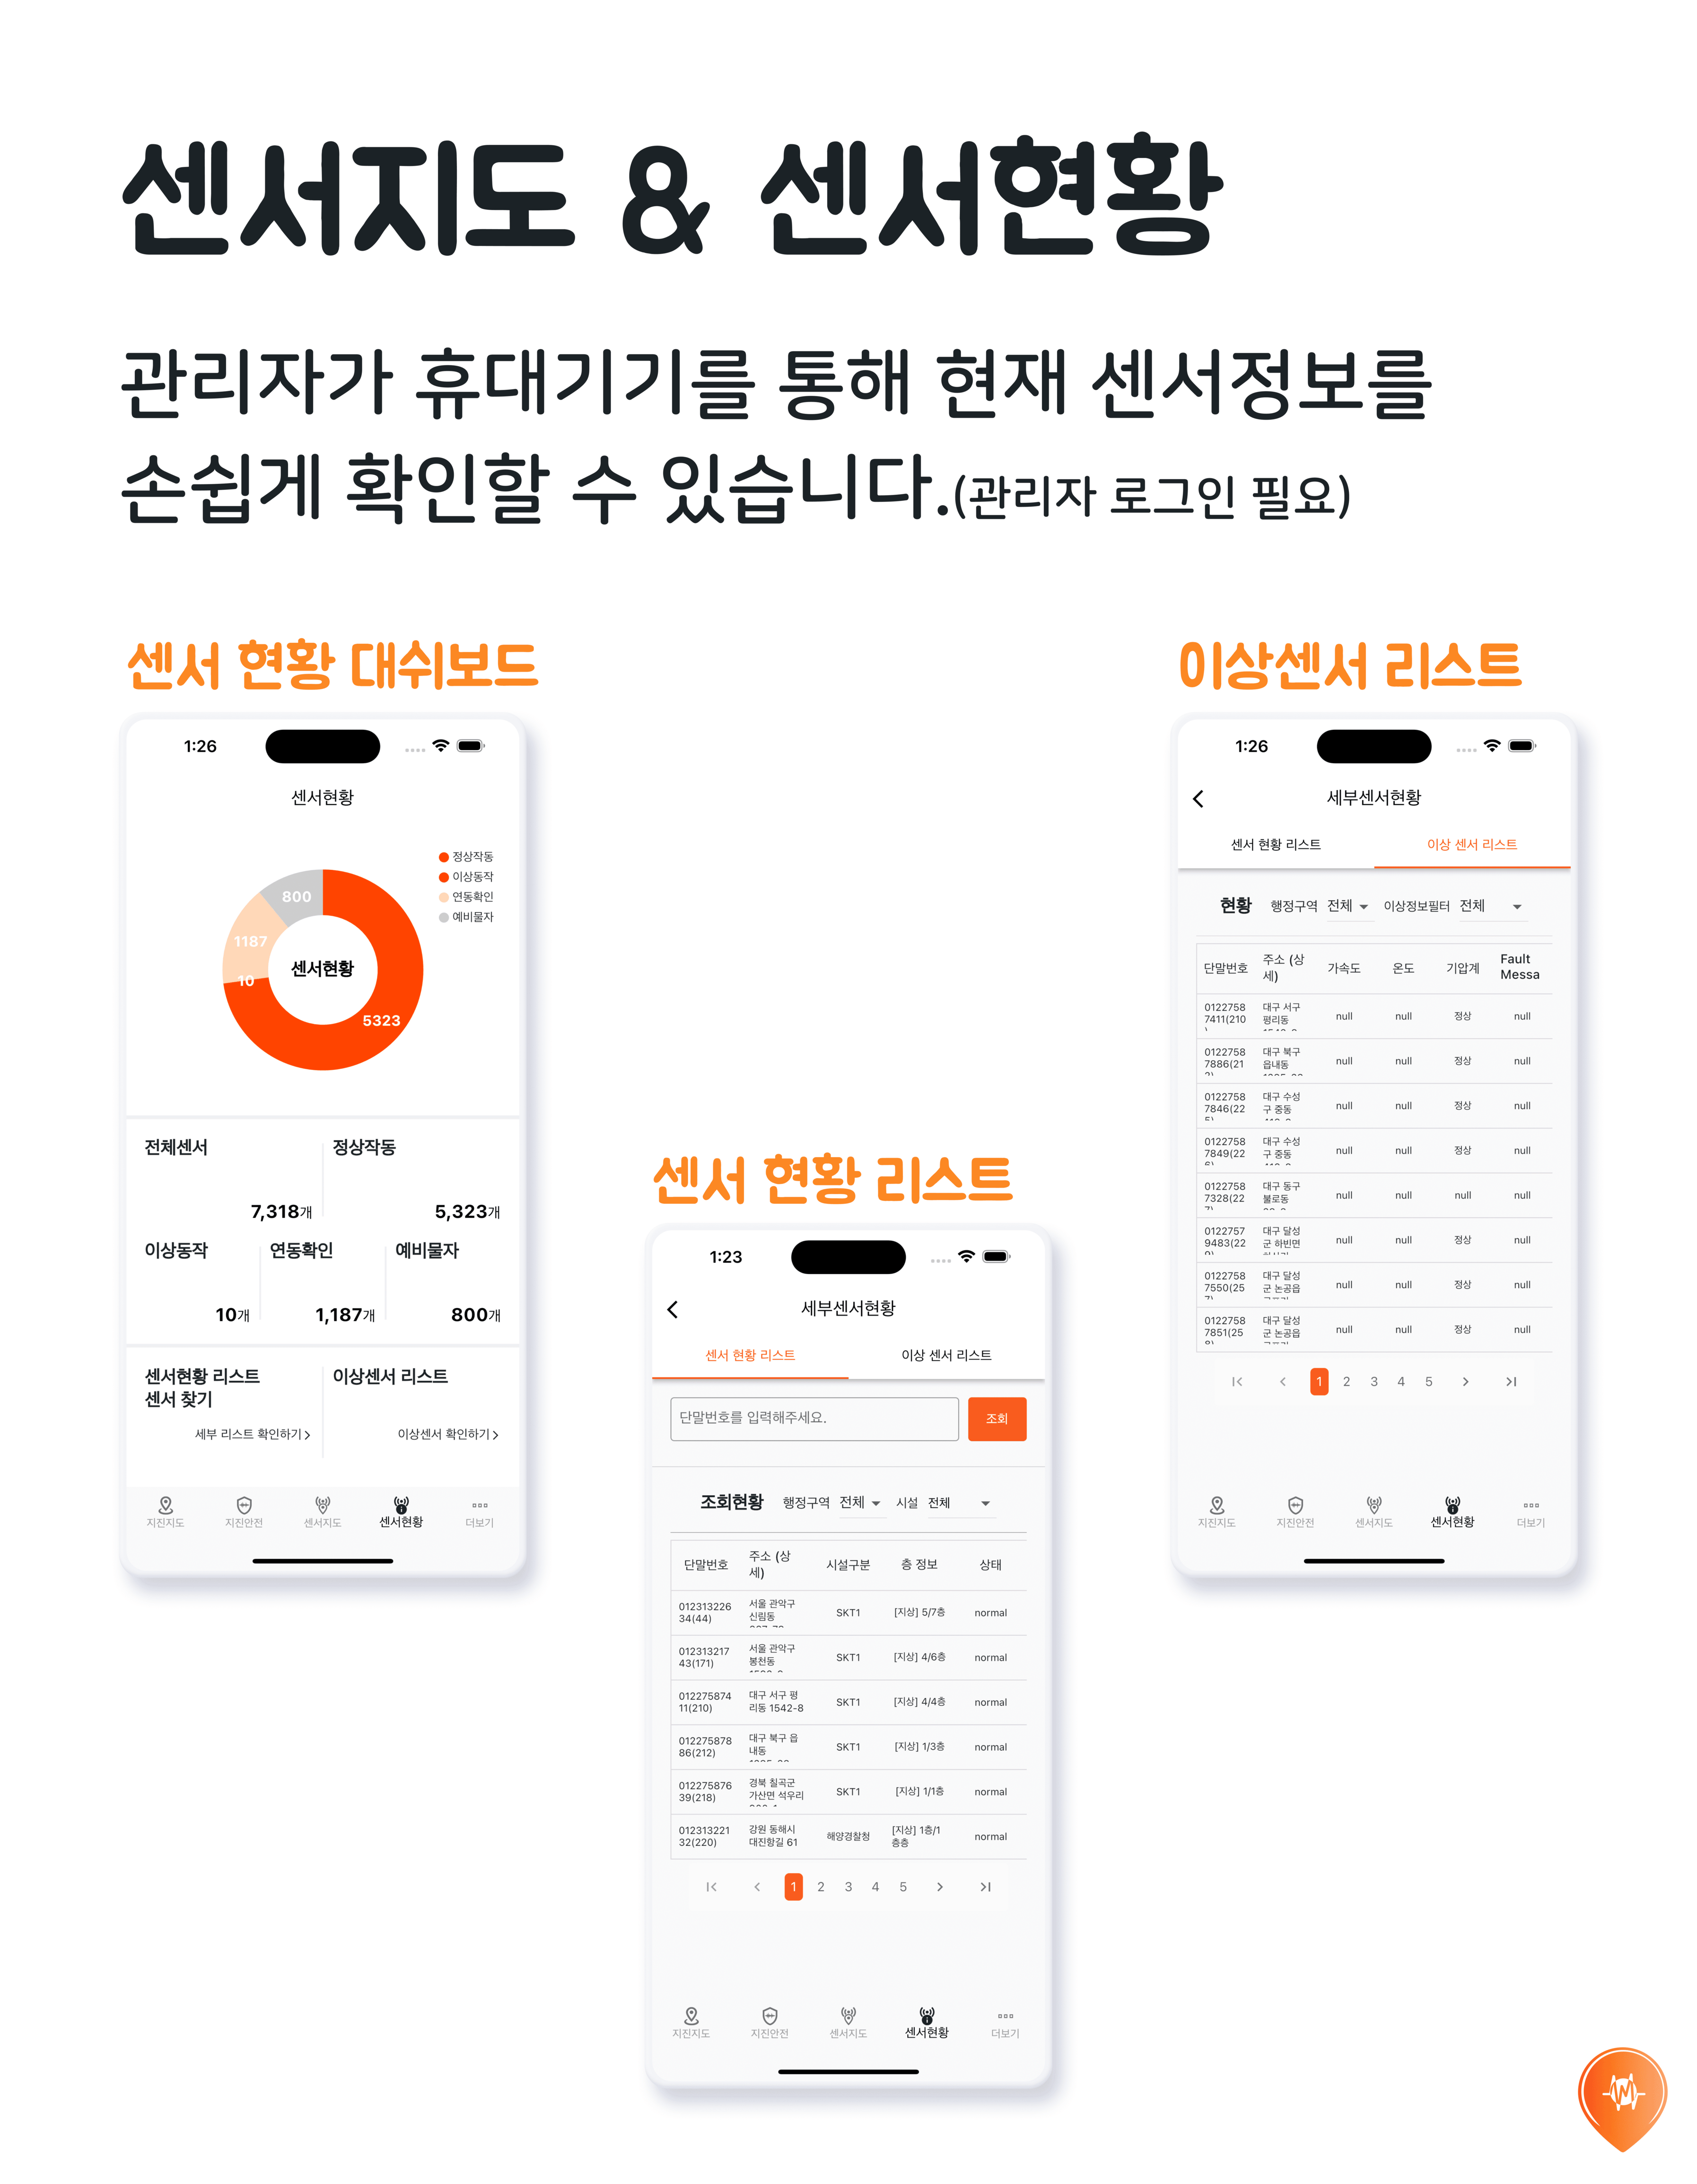 센서지도 & 센서현황
관리자가 휴대기기를 통해 현재 센서정보를
손쉽게 확인할 수 있습니다.(관리자 로그인 필요)
센서 현황 대쉬보드
1:26
센서현황
정상작동
이상동작
연동확인
예비물자
800
1187
10
센서현황
5323
전체센서
정상작동
7,318개
5,323개
이상동작
연동확인
예비물자
10개
1,187개
800개
센서현황 리스트
센서 찾기
이상센서 리스트
세부 리스트 확인하기
이상센서 확인하기
지진지도
지진안전
센서지도
센서현황
더보기
센서 현황 리스트
1:23
세부센서현황
센서 현황 리스트
이상 센서 리스트
단말번호를 입력해주세요.
조회
조회현황 행정구역 전체 시설 전체
단말번호 주소 (상세) 시설구분 층 정보 상태
01231322634(44) 서울 관악구 신림동 SKT1 [지상] 5/7층 normal
01231321743(171) 서울 관악구 봉천동 SKT1 [지상] 4/6층 normal
01227587411(210) 대구 서구 평리동 1542-8 SKT1 [지상] 4/4층 normal
01227587886(212) 대구 북구 읍내동 SKT1 [지상] 1/3층 normal
01227587639(218) 경북 칠곡군 가산면 석우리 SKT1 [지상] 1/1층 normal
01231322132(220) 강원 동해시 대진항길 61 해양경찰청 [지상] 1층/1층층 normal
1 2 3 4 5
지진지도
지진안전
센서지도
센서현황
더보기
이상센서 리스트
1:26
세부센서현황
센서 현황 리스트
이상 센서 리스트
현황 행정구역 전체 이상정보필터 전체
단말번호 주소 (상세) 가속도 온도 기압계 Fault Messa
01227587411(210 대구 서구 평리동 null null 정상 null
01227587886(21 대구 북구 읍내동 null null 정상 null
01227587846(22 대구 수성구 중동 null null 정상 null
01227587849(22 대구 수성구 중동 null null 정상 null
01227587328(22 대구 동구 불로동 null null null null
01227579483(22 대구 달성군 하빈면 null null 정상 null
01227587550(25 대구 달성군 논공읍 null null 정상 null
01227587851(25 대구 달성군 논공읍 null null 정상 null
1 2 3 4 5
지진지도
지진안전
센서지도
센서현황
더보기